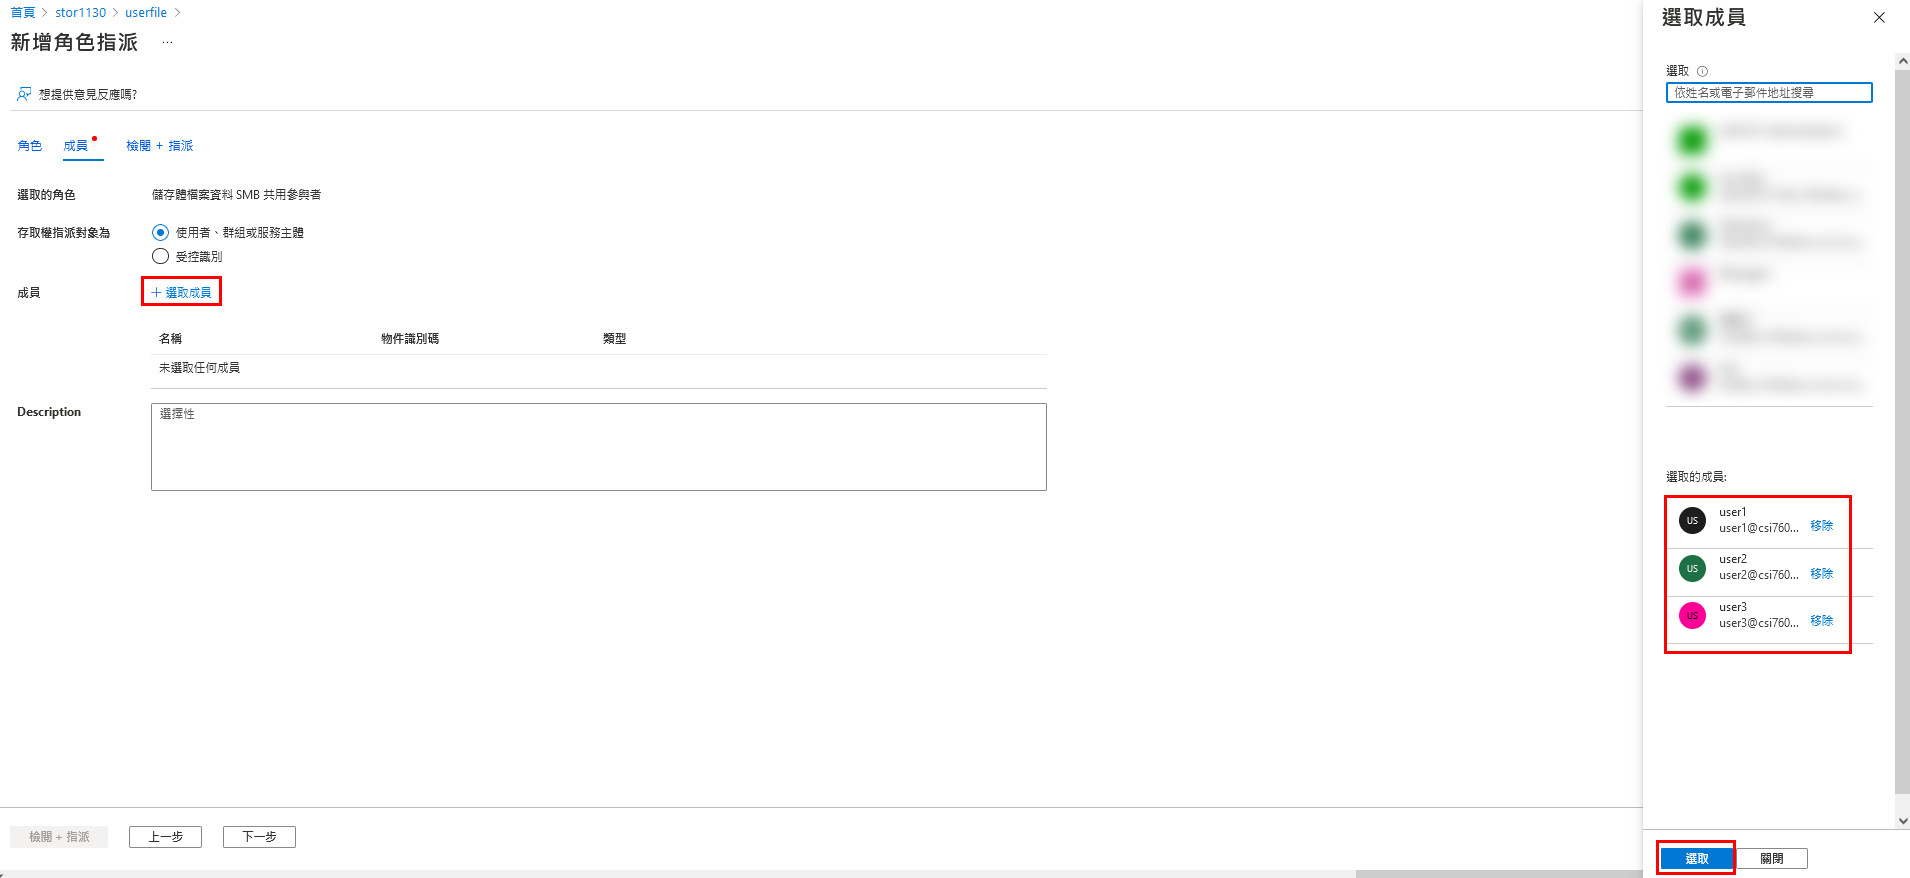 首頁 > stor1130 > userfile >
新增角色指派 ...
想提供意見反應嗎?
角色 成員 檢閱 + 指派
選取的角色 儲存體檔案資料 SMB 共用參與者
存取權指派對象為 使用者、群組或服務主體
受控識別
成員 + 選取成員
名稱 物件識別碼 類型
未選取任何成員
Description 選擇性
檢閱 + 指派 上一步 下一步
選取成員
選取
依姓名或電子郵件地址搜尋
選取的成員:
US user1
user1@csi760... 移除
US user2
user2@csi760... 移除
US user3
user3@csi760... 移除
選取 關閉